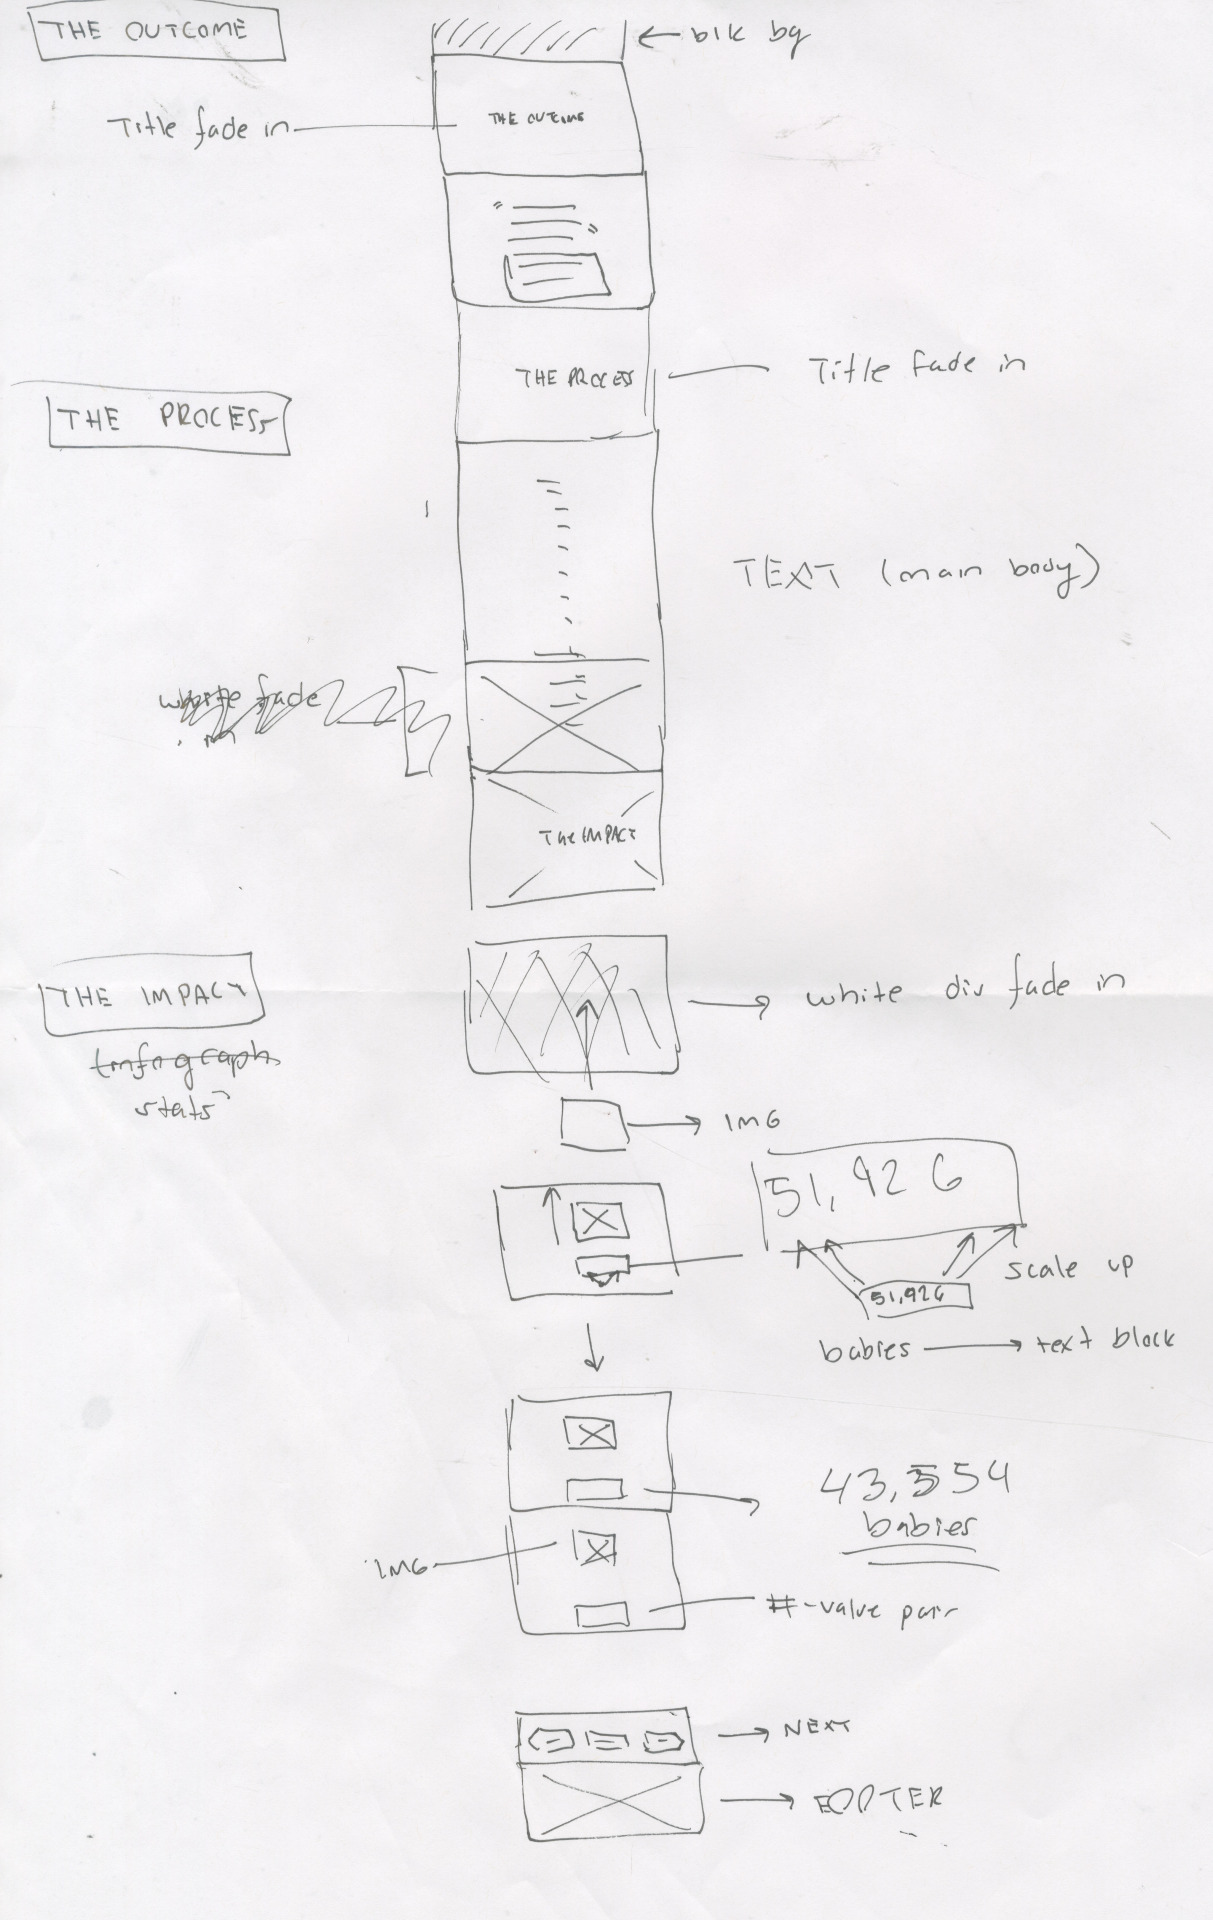 THE OUTCOME
← blk bg
Title fade in
THE OUTCOME
"
"
THE PROCESS
Title fade in
THE PROCESS
TEXT (main body)
white fade
in
THE IMPACT
THE IMPACT
Infograph
stats
white div fade in
IMG
51,926
scale up
51,926
babies → text block
43,554
babies
IMG
#-value pair
NEXT
FOOTER